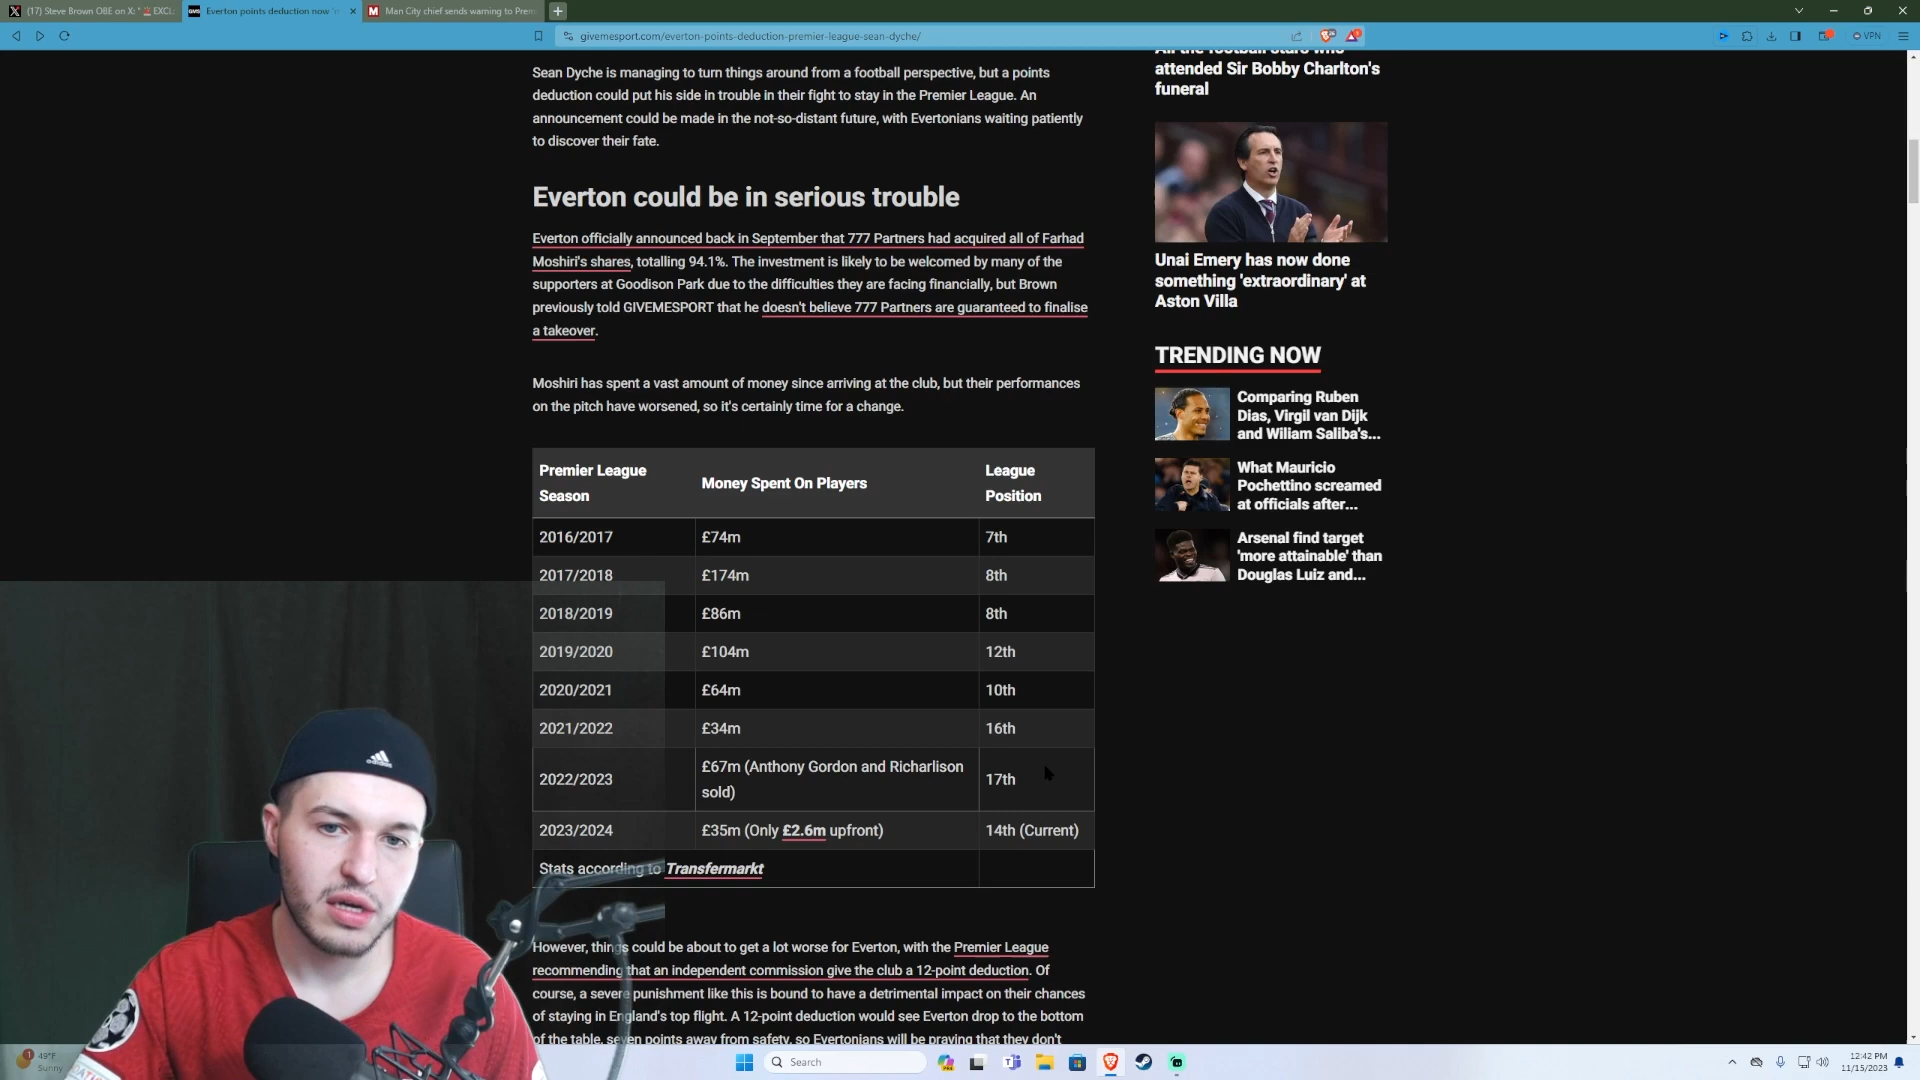 (17) Steve Brown OBE on X: "🚨 EXCL
Everton points deduction now 'r
Man City chief sends warning to Prem
givemesport.com/everton-points-deduction-premier-league-sean-dyche/
VPN
Sean Dyche is managing to turn things around from a football perspective, but a points
deduction could put his side in trouble in their fight to stay in the Premier League. An
announcement could be made in the not-so-distant future, with Evertonians waiting patiently
to discover their fate.
Everton could be in serious trouble
Everton officially announced back in September that 777 Partners had acquired all of Farhad
Moshiri's shares, totalling 94.1%. The investment is likely to be welcomed by many of the
supporters at Goodison Park due to the difficulties they are facing financially, but Brown
previously told GIVEMESPORT that he doesn't believe 777 Partners are guaranteed to finalise
a takeover.
Moshiri has spent a vast amount of money since arriving at the club, but their performances
on the pitch have worsened, so it's certainly time for a change.
Premier League
Season
Money Spent On Players
League
Position
2016/2017 £74m 7th
2017/2018 £174m 8th
2018/2019 £86m 8th
2019/2020 £104m 12th
2020/2021 £64m 10th
2021/2022 £34m 16th
2022/2023 £67m (Anthony Gordon and Richarlison
sold) 17th
2023/2024 £35m (Only £2.6m upfront) 14th (Current)
Stats according to Transfermarkt
However, things could be about to get a lot worse for Everton, with the Premier League
recommending that an independent commission give the club a 12-point deduction. Of
course, a severe punishment like this is bound to have a detrimental impact on their chances
of staying in England's top flight. A 12-point deduction would see Everton drop to the bottom
of the table, seven points away from safety, so Evertonians will be praying that they don't
All the football stars who
attended Sir Bobby Charlton's
funeral
Unai Emery has now done
something 'extraordinary' at
Aston Villa
TRENDING NOW
Comparing Ruben
Dias, Virgil van Dijk
and Wiliam Saliba's...
What Mauricio
Pochettino screamed
at officials after...
Arsenal find target
'more attainable' than
Douglas Luiz and...
adidas
49°F
Sunny
Search
12:42 PM
11/15/2023